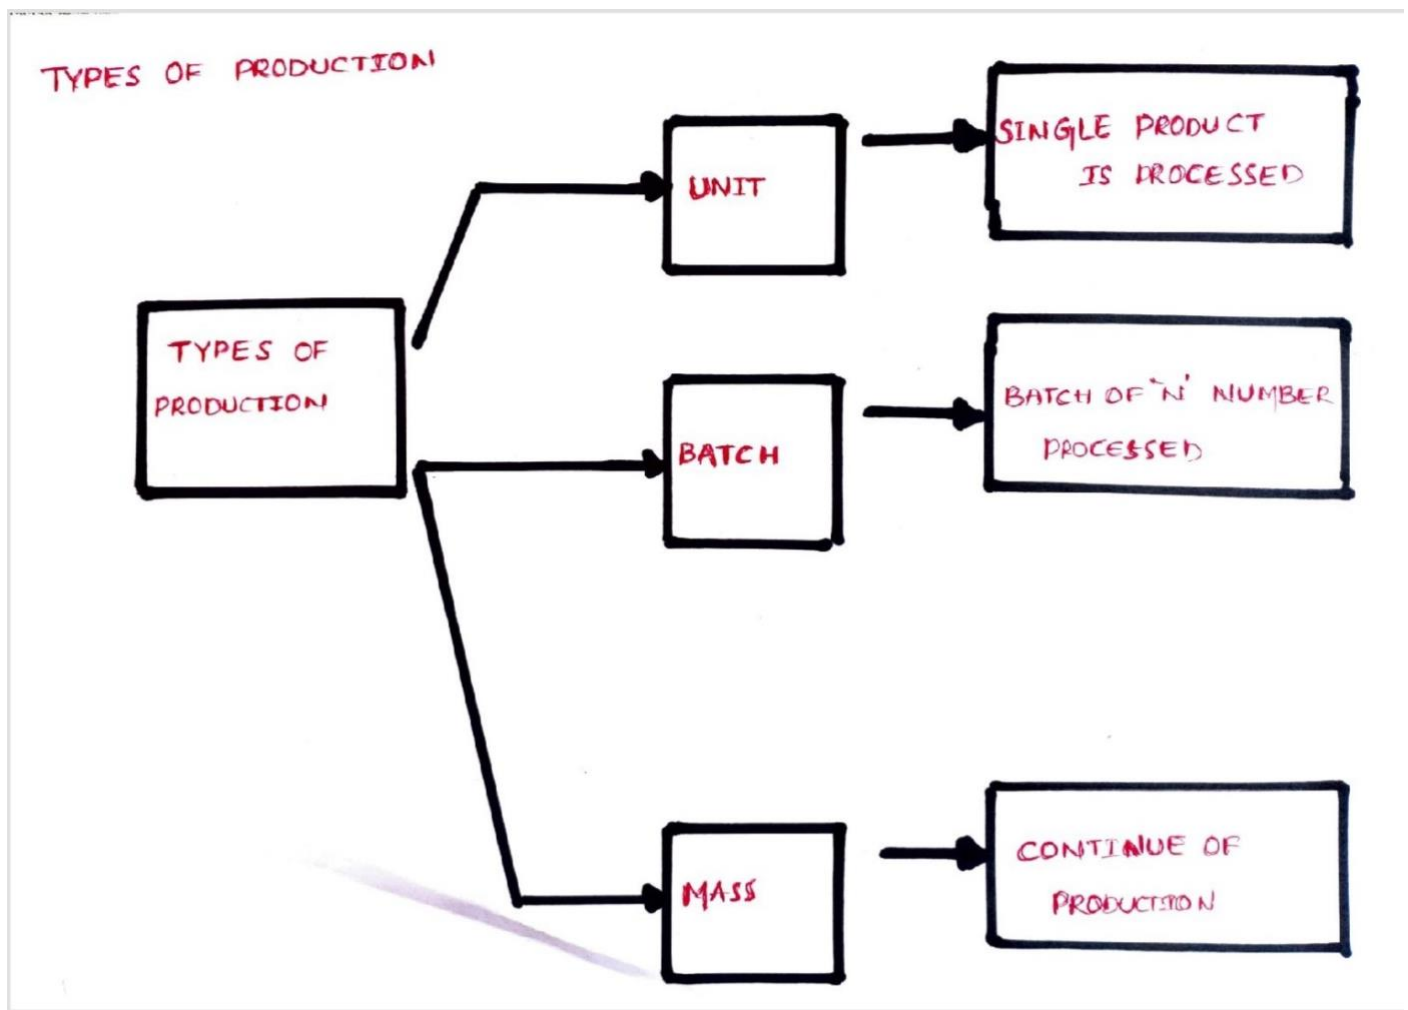 TYPES OF PRODUCTION
UNIT
SINGLE PRODUCT
IS PROCESSED
TYPES OF
PRODUCTION
BATCH
BATCH OF 'N' NUMBER
PROCESSED
MASS
CONTINUE OF
PRODUCTION